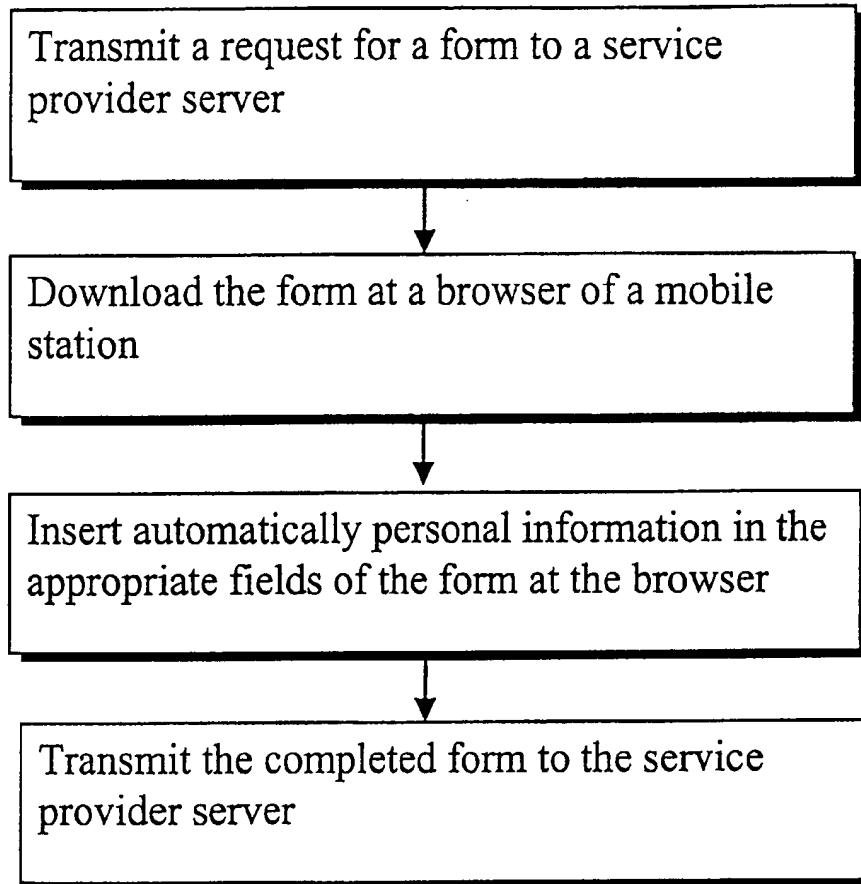 Transmit a request for a form to a service
provider server
Download the form at a browser of a mobile
station
Insert automatically personal information in the
appropriate fields of the form at the browser
Transmit the completed form to the service
provider server